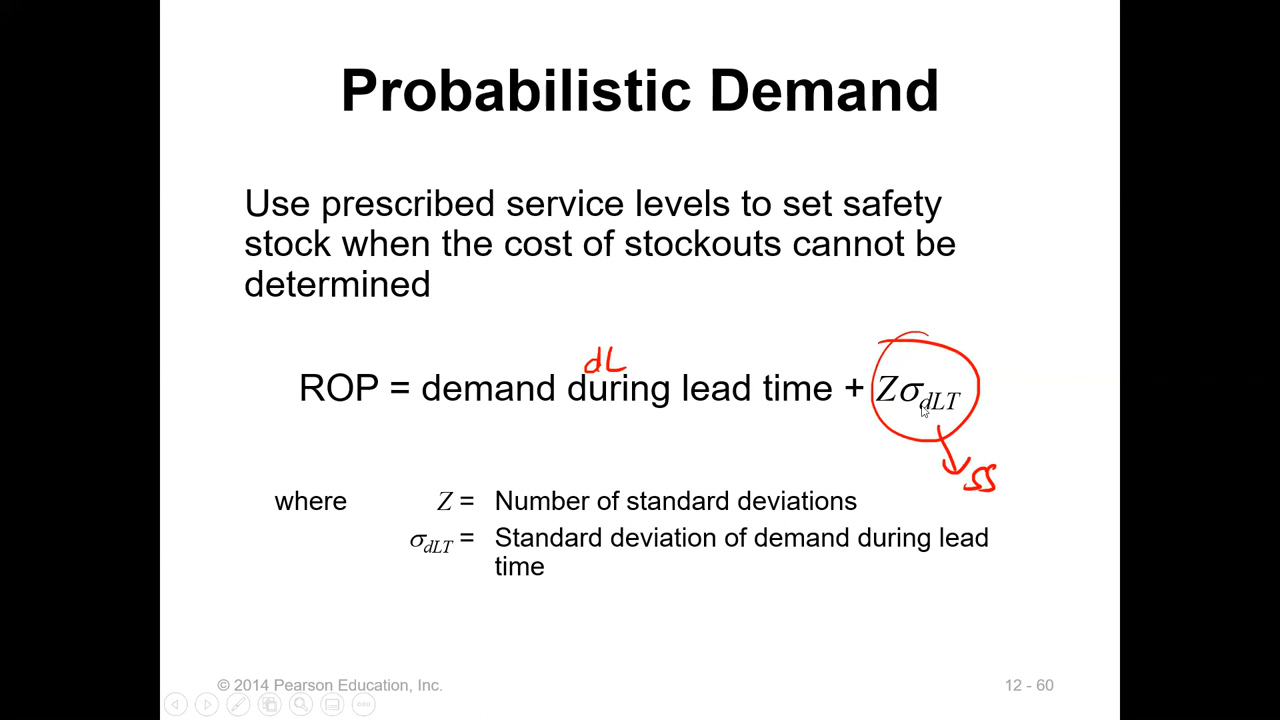 Probabilistic Demand
Use prescribed service levels to set safety
stock when the cost of stockouts cannot be
determined
dL
ROP = demand during lead time + ZσdLT
SS
where Z = Number of standard deviations
σdLT = Standard deviation of demand during lead
time
© 2014 Pearson Education, Inc. 12 - 60